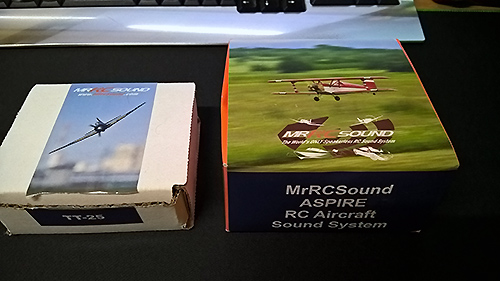 MRRCSOUND
TT-25
MRRCSOUND
The World's ONLY Speakerless RC Sound System
MrRCSound
ASPIRE
RC Aircraft
Sound System